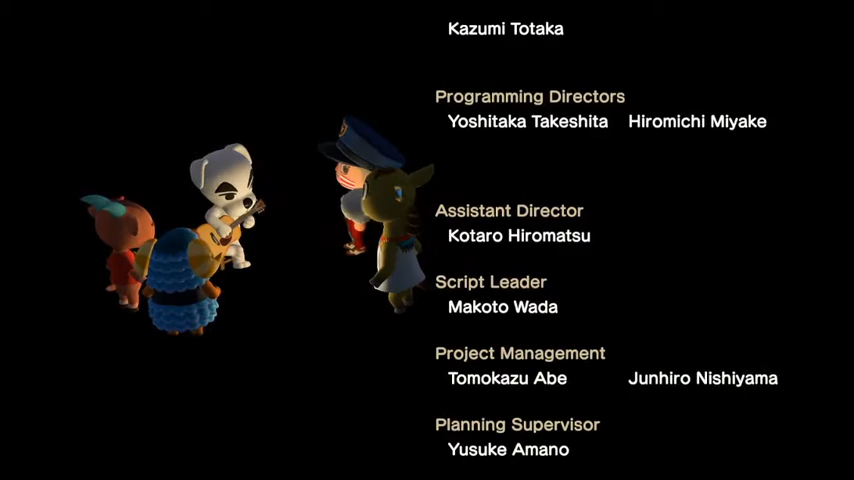 Kazumi Totaka
Programming Directors
Yoshitaka Takeshita Hiromichi Miyake
Assistant Director
Kotaro Hiromatsu
Script Leader
Makoto Wada
Project Management
Tomokazu Abe Junhiro Nishiyama
Planning Supervisor
Yusuke Amano